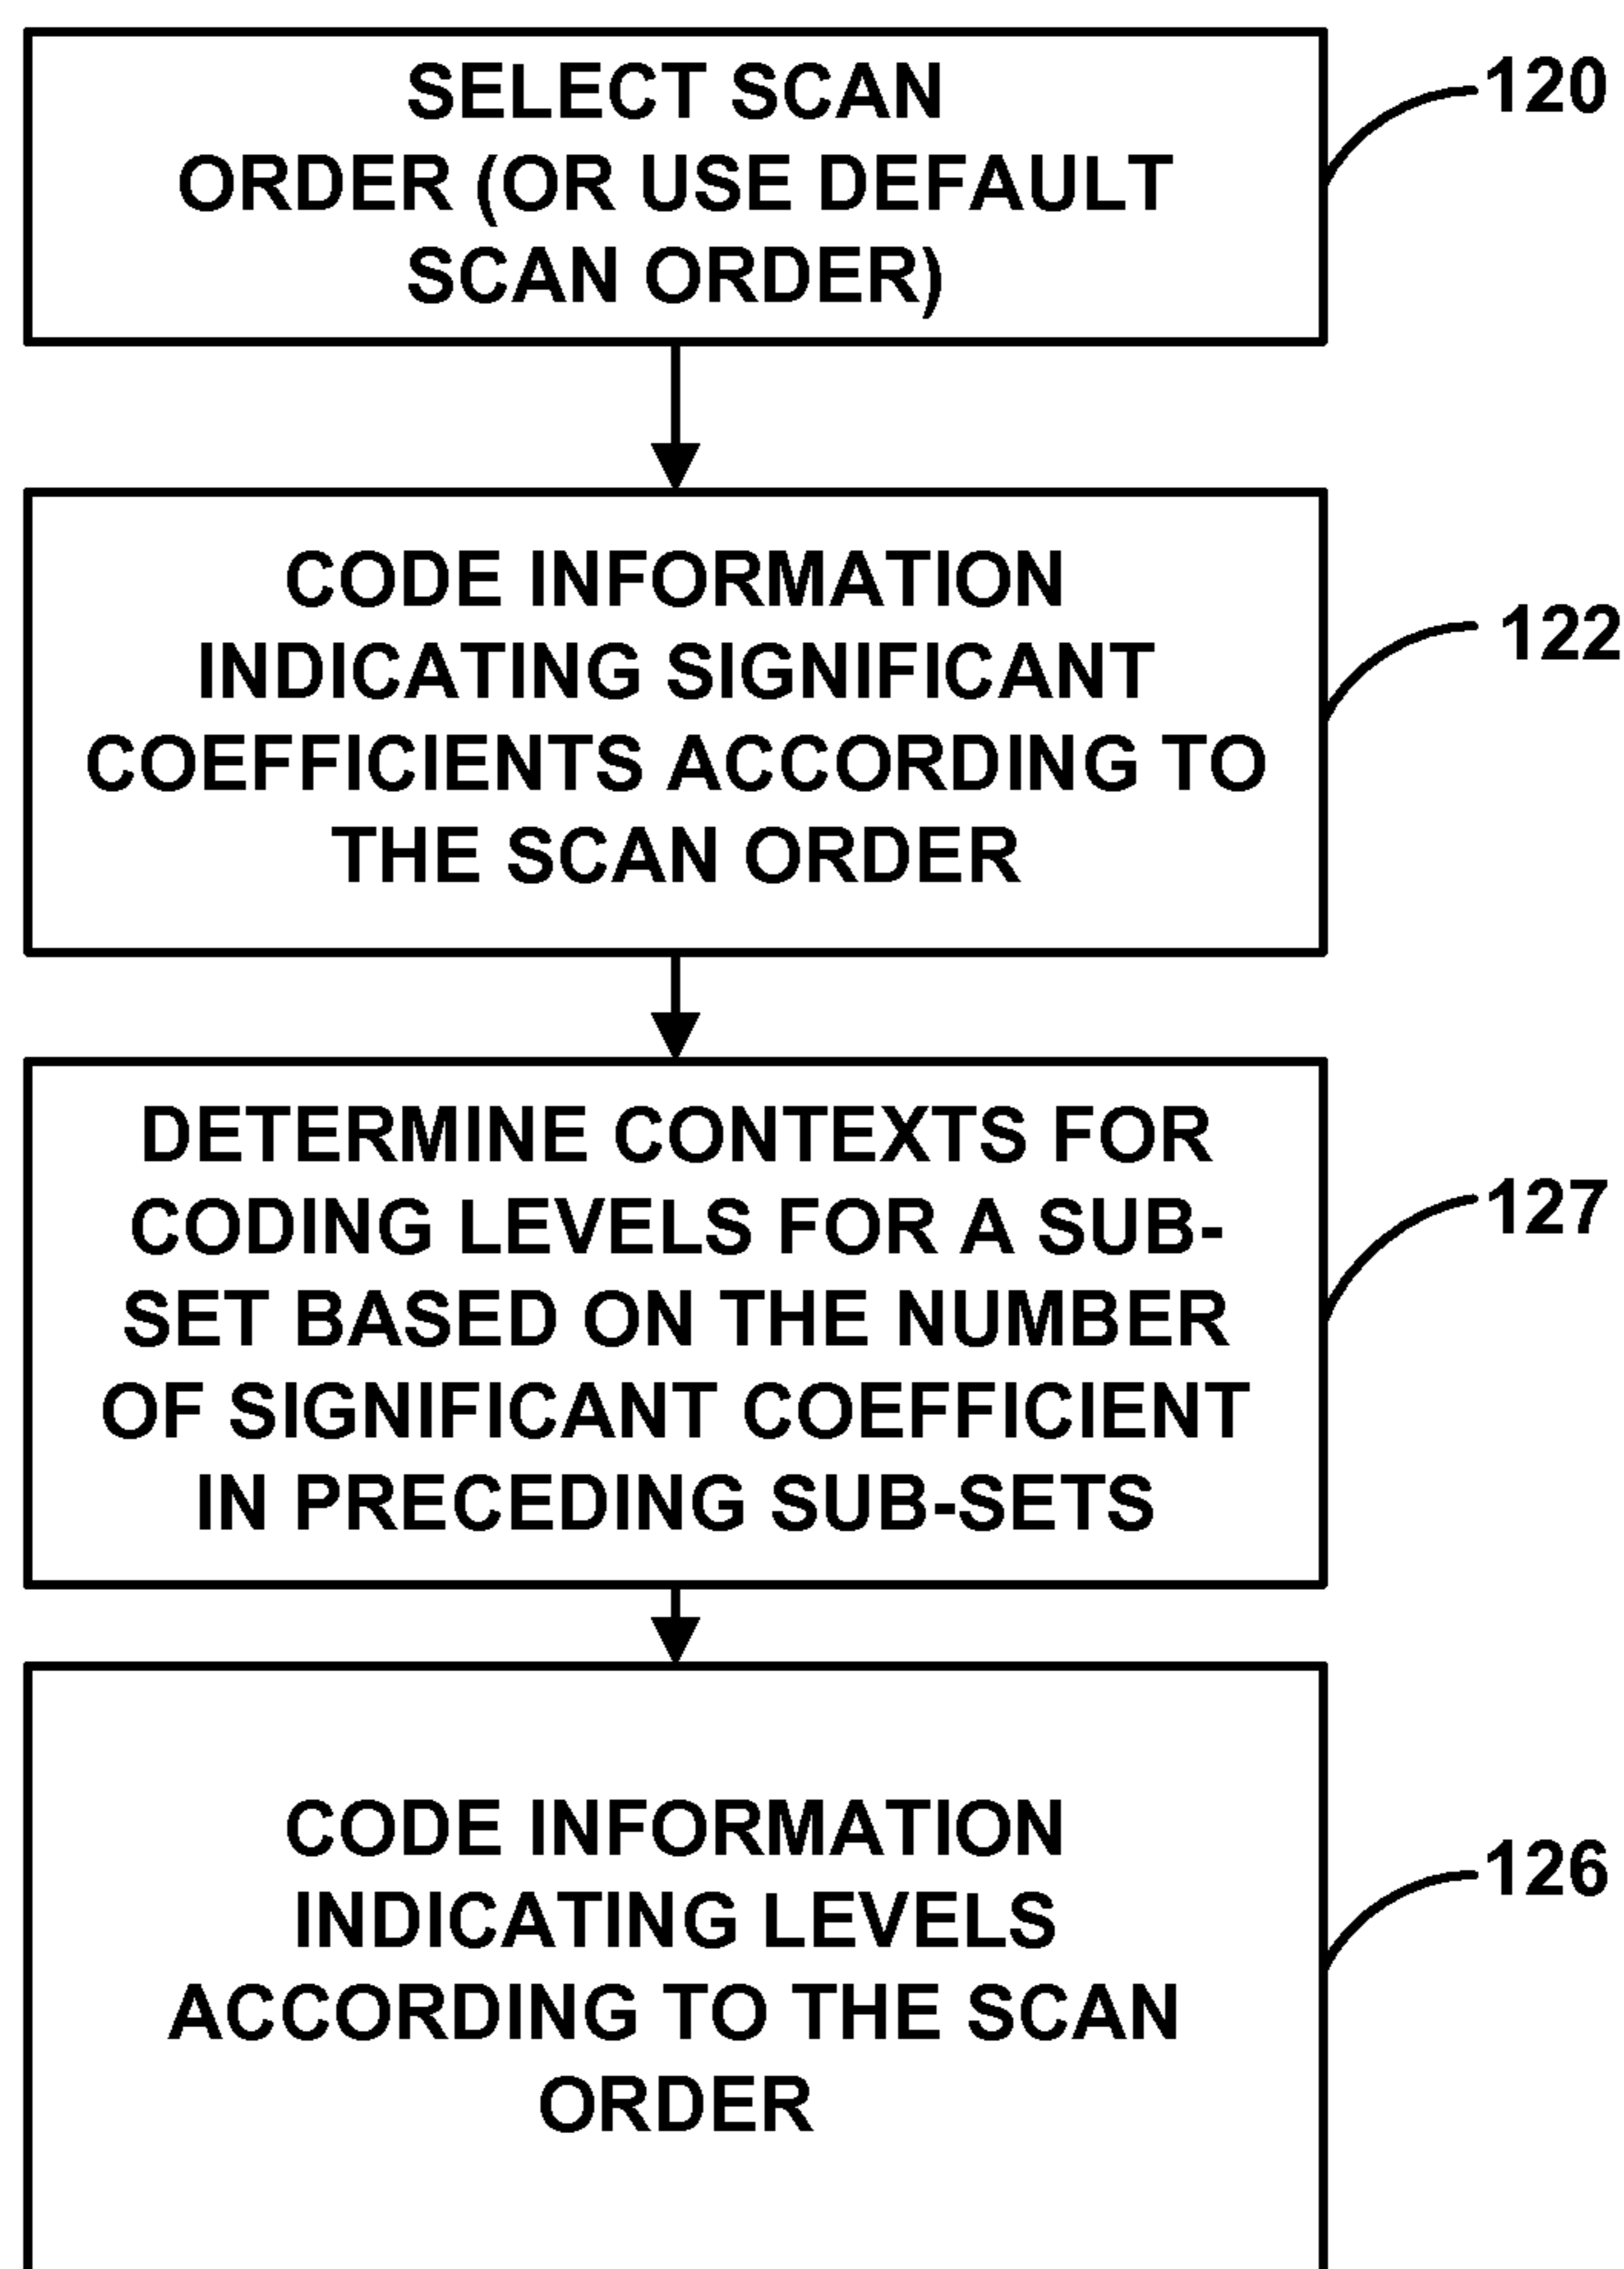 SELECT SCAN
ORDER (OR USE DEFAULT
SCAN ORDER)
120
CODE INFORMATION
INDICATING SIGNIFICANT
COEFFICIENTS ACCORDING TO
THE SCAN ORDER
122
DETERMINE CONTEXTS FOR
CODING LEVELS FOR A SUB-
SET BASED ON THE NUMBER
OF SIGNIFICANT COEFFICIENT
IN PRECEDING SUB-SETS
127
CODE INFORMATION
INDICATING LEVELS
ACCORDING TO THE SCAN
ORDER
126